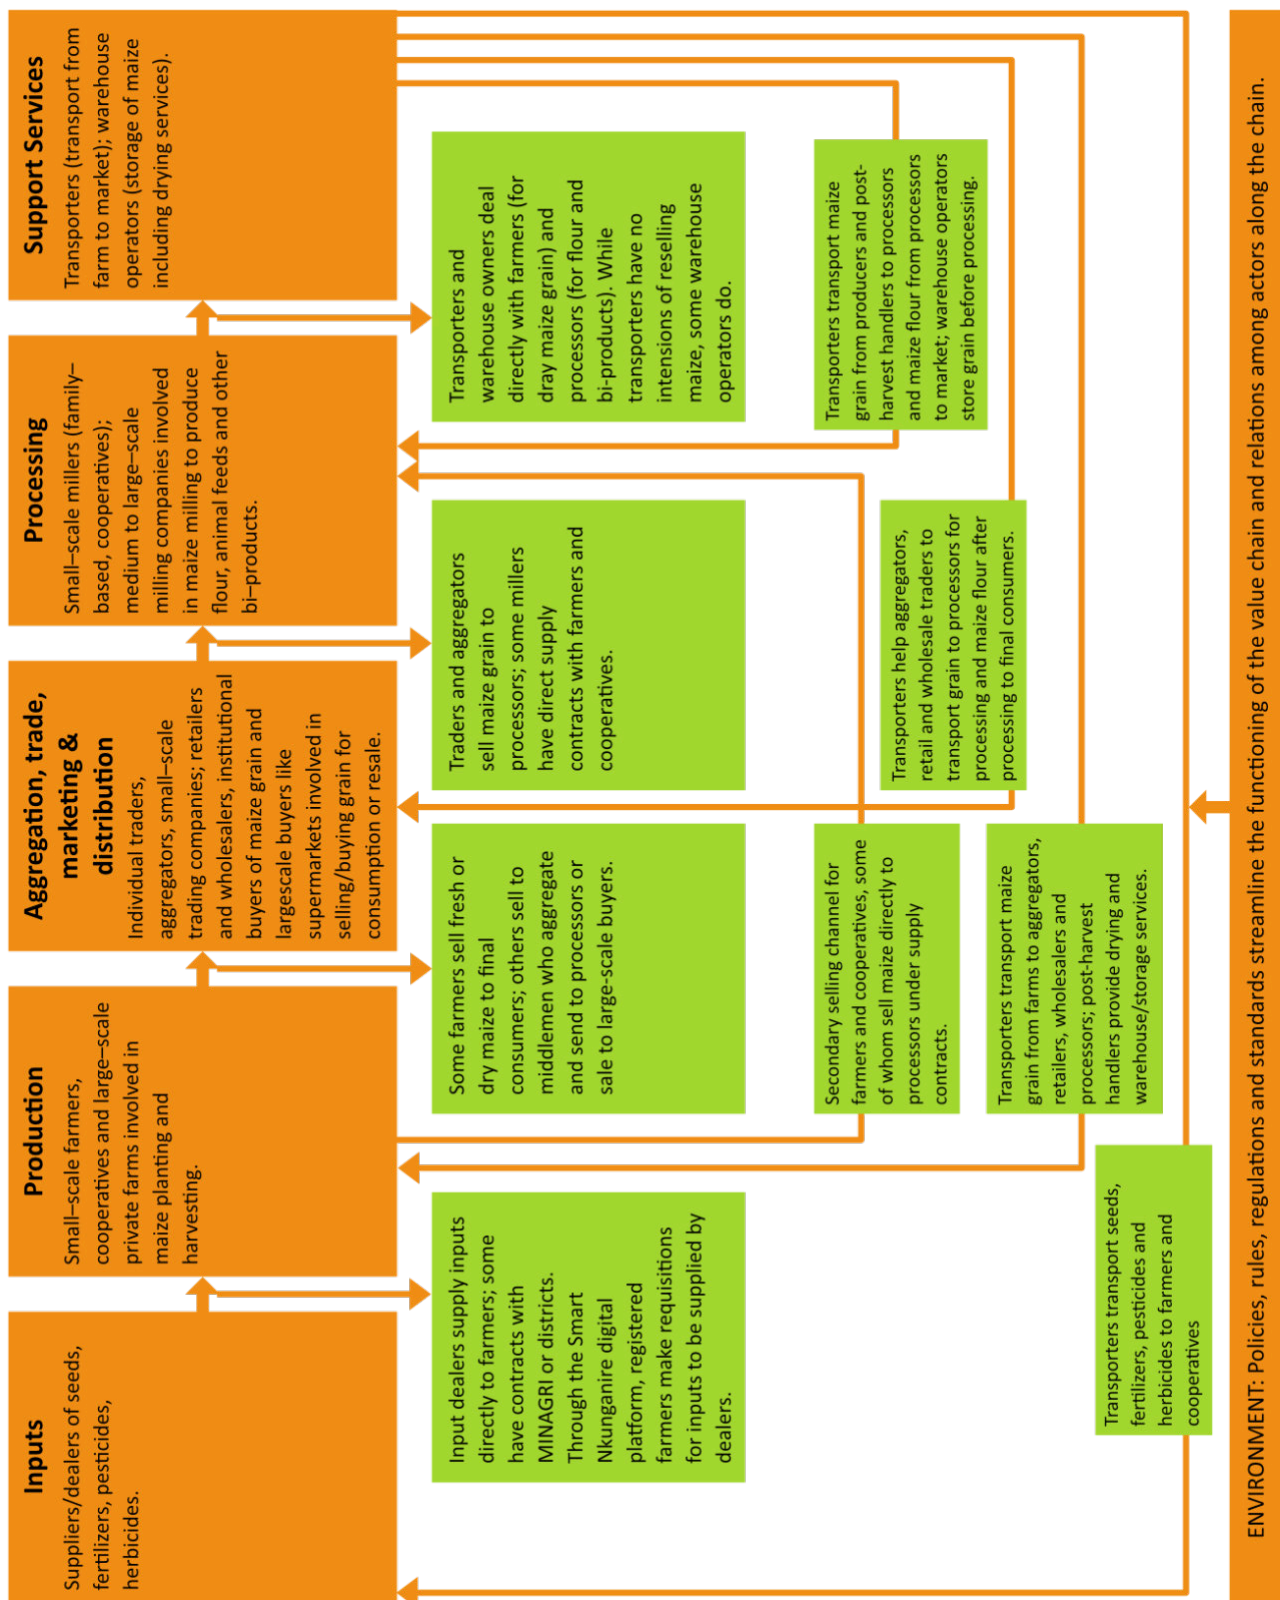 Inputs
Suppliers/dealers of seeds,
fertilizers, pesticides,
herbicides.
Production
Small–scale farmers,
cooperatives and large–scale
private farms involved in
maize planting and
harvesting.
Aggregation, trade,
marketing &
distribution
Individual traders,
aggregators, small–scale
trading companies; retailers
and wholesalers, institutional
buyers of maize grain and
largescale buyers like
supermarkets involved in
selling/buying grain for
consumption or resale.
Processing
Small–scale millers (family–
based, cooperatives);
medium to large–scale
milling companies involved
in maize milling to produce
flour, animal feeds and other
bi–products.
Support Services
Transporters (transport from
farm to market); warehouse
operators (storage of maize
including drying services).
Input dealers supply inputs
directly to farmers; some
have contracts with
MINAGRI or districts.
Through the Smart
Nkunganire digital
platform, registered
farmers make requisitions
for inputs to be supplied by
dealers.
Some farmers sell fresh or
dry maize to final
consumers; others sell to
middlemen who aggregate
and send to processors or
sale to large-scale buyers.
Traders and aggregators
sell maize grain to
processors; some millers
have direct supply
contracts with farmers and
cooperatives.
Transporters and
warehouse owners deal
directly with farmers (for
dray maize grain) and
processors (for flour and
bi-products). While
transporters have no
intensions of reselling
maize, some warehouse
operators do.
Secondary selling channel for
farmers and cooperatives, some
of whom sell maize directly to
processors under supply
contracts.
Transporters transport maize
grain from producers and post-
harvest handlers to processors
and maize flour from processors
to market; warehouse operators
store grain before processing.
Transporters help aggregators,
retail and wholesale traders to
transport grain to processors for
processing and maize flour after
processing to final consumers.
Transporters transport maize
grain from farms to aggregators,
retailers, wholesalers and
processors; post-harvest
handlers provide drying and
warehouse/storage services.
Transporters transport seeds,
fertilizers, pesticides and
herbicides to farmers and
cooperatives
ENVIRONMENT: Policies, rules, regulations and standards streamline the functioning of the value chain and relations among actors along the chain.